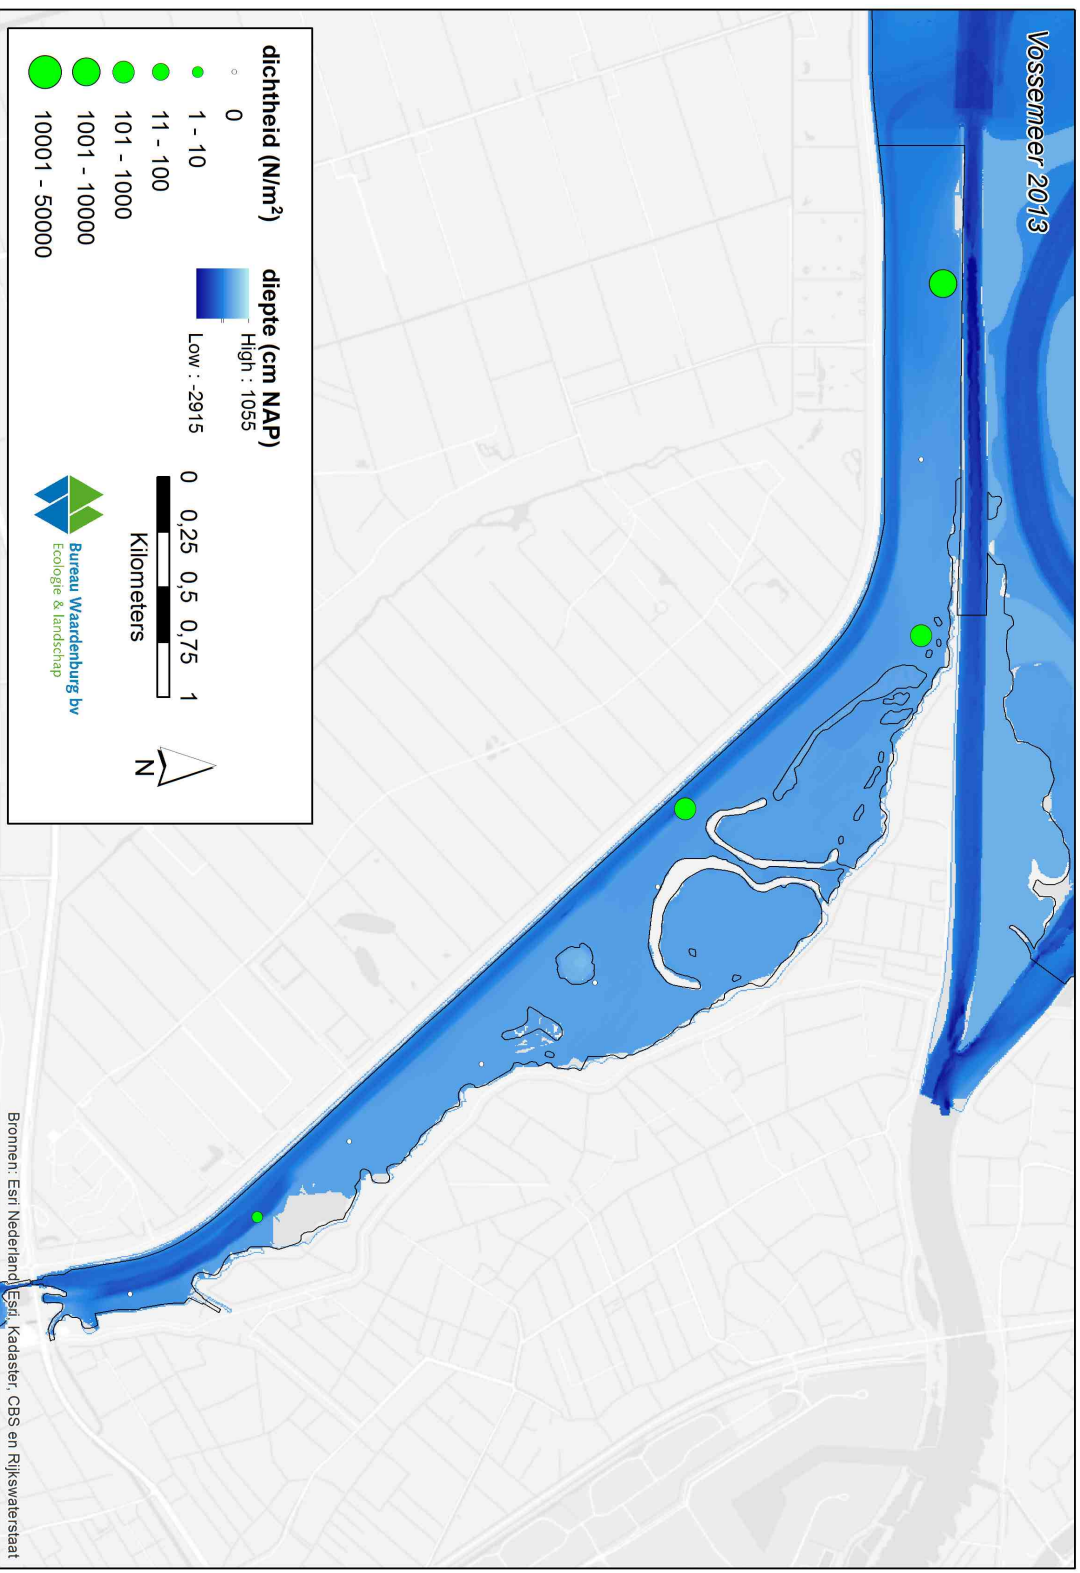 Vossemeer 2013
dichtheid (N/m²)
0
1 - 10
11 - 100
101 - 1000
1001 - 10000
10001 - 50000
diepte (cm NAP)
High : 1055
Low : -2915
0 0,25 0,5 0,75 1
Kilometers
N
Bureau Waardenburg bv
Ecologie & landschap
Bronnen: Esri Nederland, Esri, Kadaster, CBS en Rijkswaterstaat